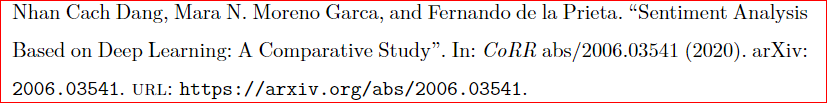 Nhan Cach Dang, Mara N. Moreno Garca, and Fernando de la Prieta. “Sentiment Analysis
Based on Deep Learning: A Comparative Study”. In: CoRR abs/2006.03541 (2020). arXiv:
2006.03541. URL: https://arxiv.org/abs/2006.03541.